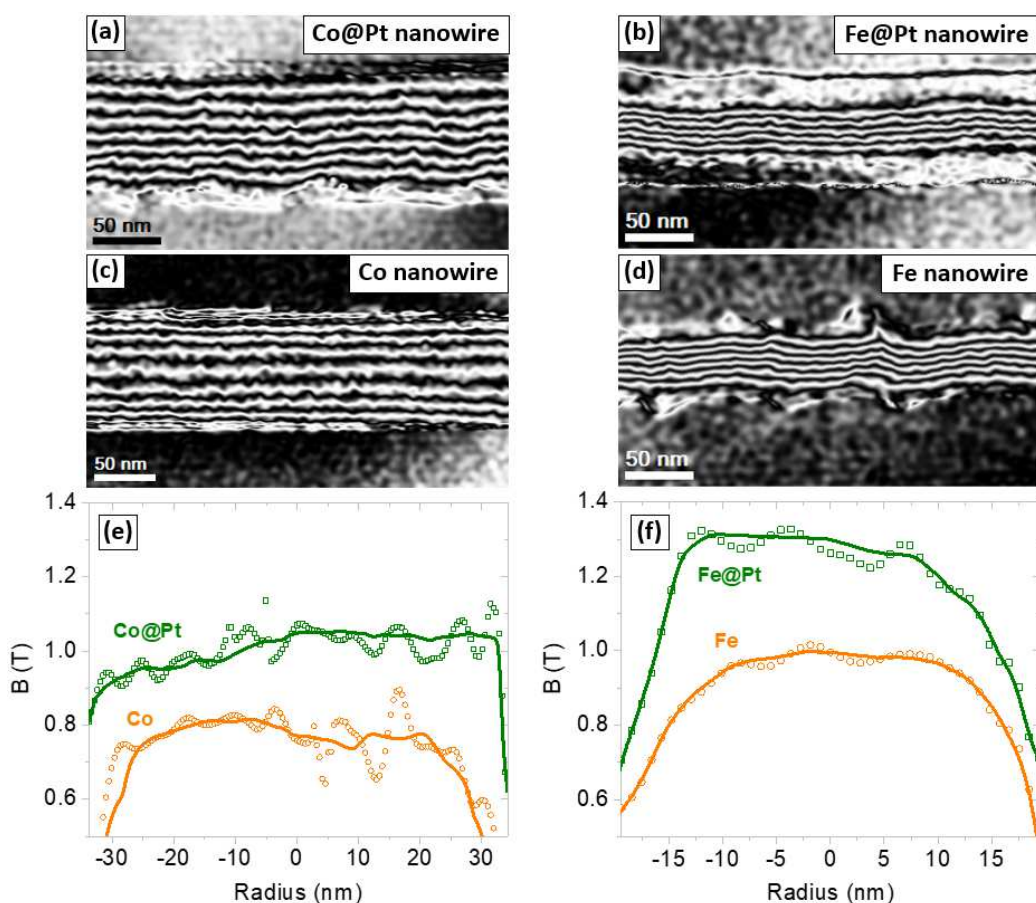 (a) Co@Pt nanowire
50 nm
(b) Fe@Pt nanowire
50 nm
(c) Co nanowire
50 nm
(d) Fe nanowire
50 nm
(e)
1.4
1.2
1.0
0.8
0.6
B (T)
Co@Pt
Co
-30 -20 -10 0 10 20 30
Radius (nm)
(f)
1.4
1.2
1.0
0.8
0.6
B (T)
Fe@Pt
Fe
-15 -10 -5 0 5 10 15
Radius (nm)